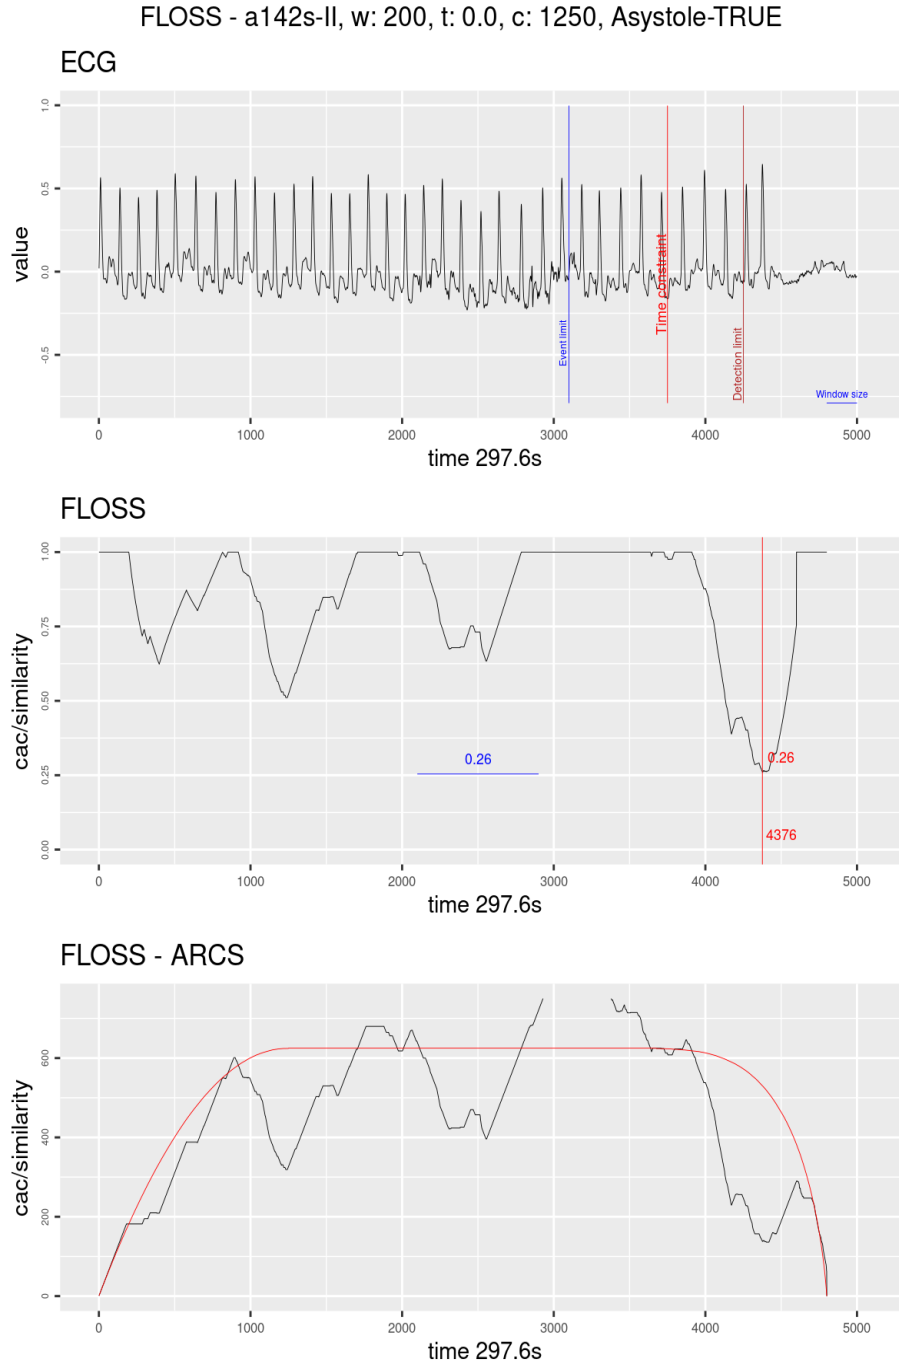 FLOSS - a142s-II, w: 200, t: 0.0, c: 1250, Asystole-TRUE
ECG
value
1.0
0.5
0.0
-0.5
Event limit
Time constraint
Detection limit
Window size
0 1000 2000 3000 4000 5000
time 297.6s
FLOSS
cac/similarity
1.00
0.75
0.50
0.25
0.00
0.26
0.26
4376
0 1000 2000 3000 4000 5000
time 297.6s
FLOSS - ARCS
cac/similarity
600
400
200
0
0 1000 2000 3000 4000 5000
time 297.6s